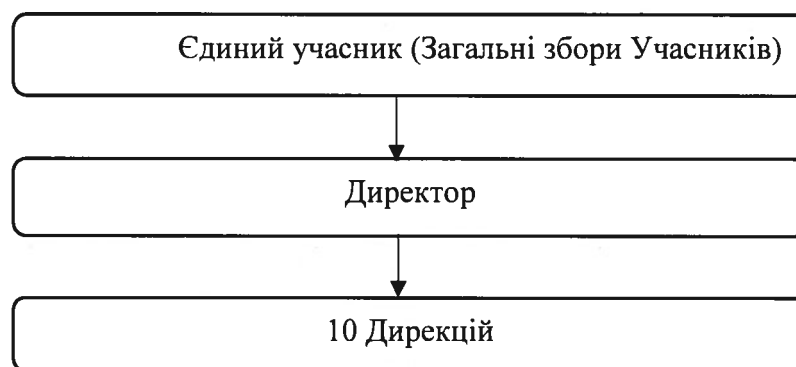 Єдиний учасник (Загальні збори Учасників)
Директор
10 Дирекцій